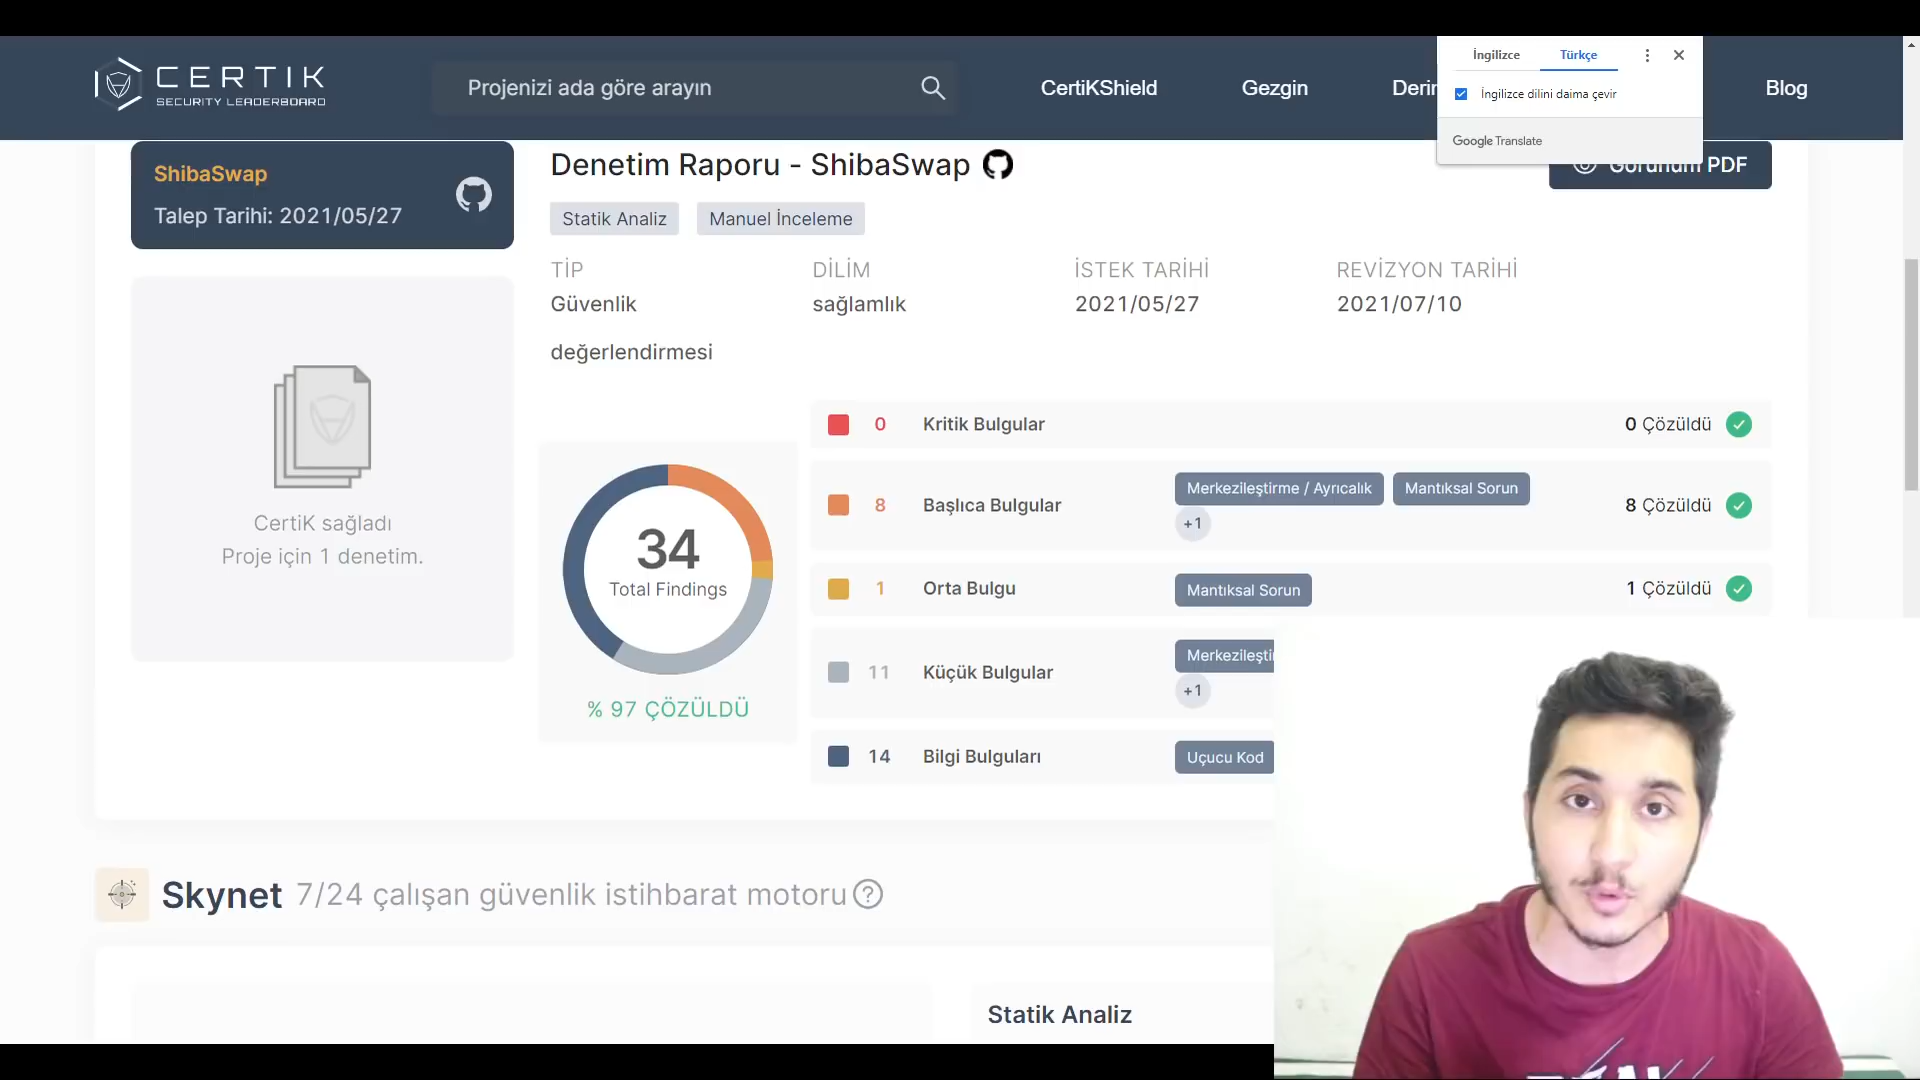 CERTIK
SECURITY LEADERBOARD
Projenizi ada göre arayın
CertiKShield
Gezgin
Blog
İngilizce
Türkçe
İngilizce dilini daima çevir
Google Translate
ShibaSwap
Talep Tarihi: 2021/05/27
Denetim Raporu - ShibaSwap
Görünüm PDF
Statik Analiz
Manuel İnceleme
TİP
DİLİM
İSTEK TARİHİ
REVİZYON TARİHİ
Güvenlik
sağlamlık
2021/05/27
2021/07/10
değerlendirmesi
CertiK sağladı
Proje için 1 denetim.
34
Total Findings
% 97 ÇÖZÜLDÜ
0 Kritik Bulgular 0 Çözüldü
8 Başlıca Bulgular Merkezileştirme / Ayrıcalık Mantıksal Sorun 8 Çözüldü
+1
1 Orta Bulgu Mantıksal Sorun 1 Çözüldü
11 Küçük Bulgular
+1
14 Bilgi Bulguları Uçucu Kod
Skynet 7/24 çalışan güvenlik istihbarat motoru ?
Statik Analiz